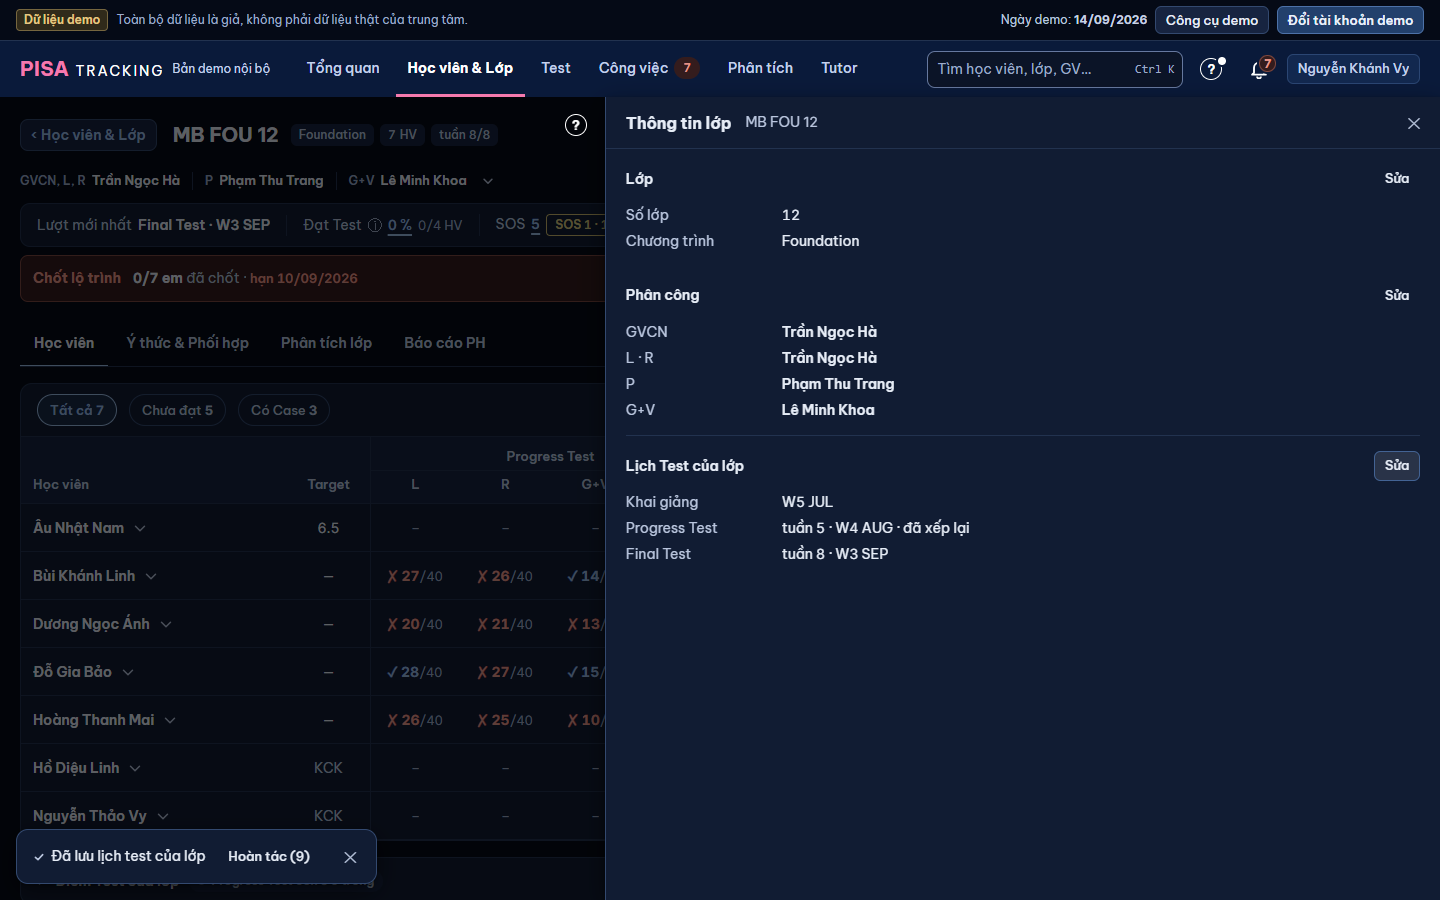 Dữ liệu demo Toàn bộ dữ liệu là giả, không phải dữ liệu thật của trung tâm. Ngày demo: 14/09/2026 Công cụ demo Đổi tài khoản demo
PISA TRACKING Bản demo nội bộ Tổng quan Học viên & Lớp Test Công việc 7 Phân tích Tutor Tìm học viên, lớp, GV... Ctrl K ? 7 Nguyễn Khánh Vy
‹ Học viên & Lớp MB FOU 12 Foundation 7 HV tuần 8/8 ?
GVCN, L, R Trần Ngọc Hà P Phạm Thu Trang G+V Lê Minh Khoa
Lượt mới nhất Final Test · W3 SEP Đạt Test ⓘ 0 % 0/4 HV SOS 5 SOS 1 · 1
Chốt lộ trình 0/7 em đã chốt · hạn 10/09/2026
Học viên Ý thức & Phối hợp Phân tích lớp Báo cáo PH
Tất cả 7 Chưa đạt 5 Có Case 3
Progress Test
Học viên Target L R G+V
Âu Nhật Nam 6.5 – – –
Bùi Khánh Linh — ✗ 27/40 ✗ 26/40 ✓ 14/
Dương Ngọc Ánh — ✗ 20/40 ✗ 21/40 ✗ 13/
Đỗ Gia Bảo — ✓ 28/40 ✗ 27/40 ✓ 15/
Hoàng Thanh Mai — ✗ 26/40 ✗ 25/40 ✗ 10/
Hồ Diệu Linh KCK – – –
Nguyễn Thảo Vy KCK – – –
✓ Đã lưu lịch test của lớp Hoàn tác (9)
Thông tin lớp MB FOU 12
Lớp Sửa
Số lớp 12
Chương trình Foundation
Phân công Sửa
GVCN Trần Ngọc Hà
L · R Trần Ngọc Hà
P Phạm Thu Trang
G+V Lê Minh Khoa
Lịch Test của lớp Sửa
Khai giảng W5 JUL
Progress Test tuần 5 · W4 AUG · đã xếp lại
Final Test tuần 8 · W3 SEP